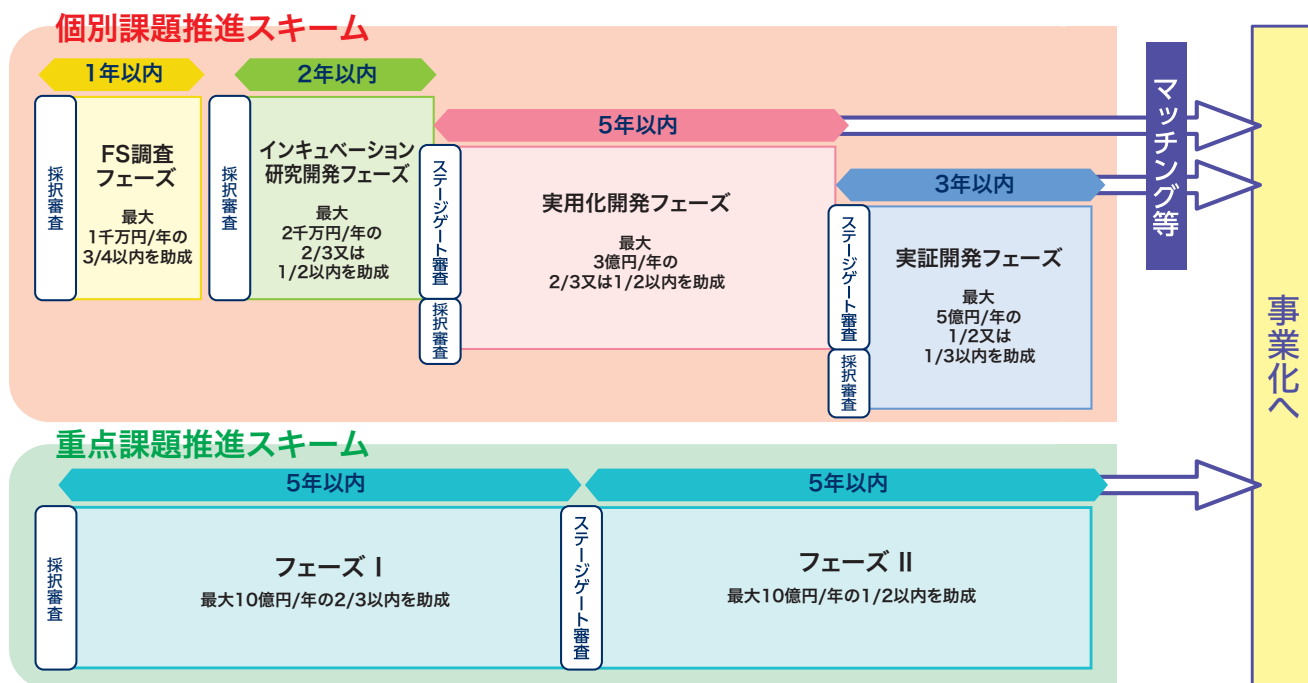 個別課題推進スキーム
1年以内
採択審査
FS調査
フェーズ
最大
1千万円/年の
3/4以内を助成
2年以内
採択審査
インキュベーション
研究開発フェーズ
最大
2千万円/年の
2/3又は
1/2以内を助成
5年以内
ステージゲート審査
採択審査
実用化開発フェーズ
最大
3億円/年の
2/3又は1/2以内を助成
3年以内
ステージゲート審査
採択審査
実証開発フェーズ
最大
5億円/年の
1/2又は
1/3以内を助成
マッチング等
事業化へ
重点課題推進スキーム
5年以内
採択審査
フェーズ Ⅰ
最大10億円/年の2/3以内を助成
5年以内
ステージゲート審査
フェーズ Ⅱ
最大10億円/年の1/2以内を助成